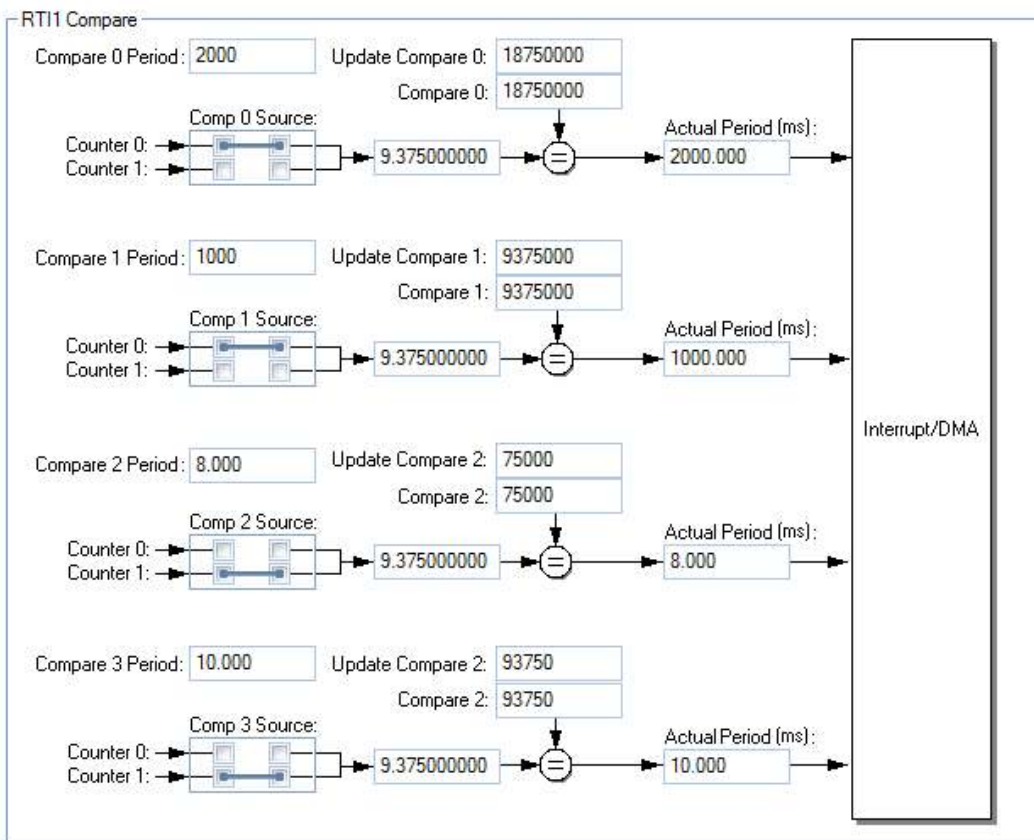 RTI1 Compare
Compare 0 Period: 2000 Update Compare 0: 18750000
Compare 0: 18750000
Comp 0 Source: Actual Period (ms):
Counter 0:
Counter 1: 9.375000000 = 2000.000
Compare 1 Period: 1000 Update Compare 1: 9375000
Compare 1: 9375000
Comp 1 Source: Actual Period (ms):
Counter 0:
Counter 1: 9.375000000 = 1000.000
Interrupt/DMA
Compare 2 Period: 8.000 Update Compare 2: 75000
Compare 2: 75000
Comp 2 Source: Actual Period (ms):
Counter 0:
Counter 1: 9.375000000 = 8.000
Compare 3 Period: 10.000 Update Compare 2: 93750
Compare 2: 93750
Comp 3 Source: Actual Period (ms):
Counter 0:
Counter 1: 9.375000000 = 10.000